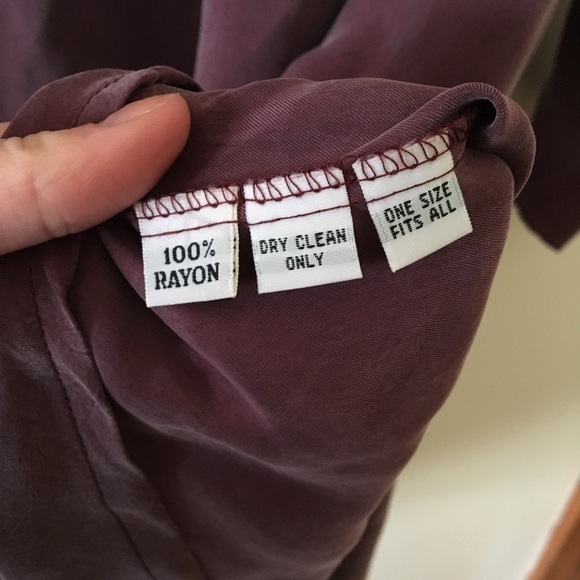 100%
RAYON
DRY CLEAN
ONLY
ONE SIZE
FITS ALL